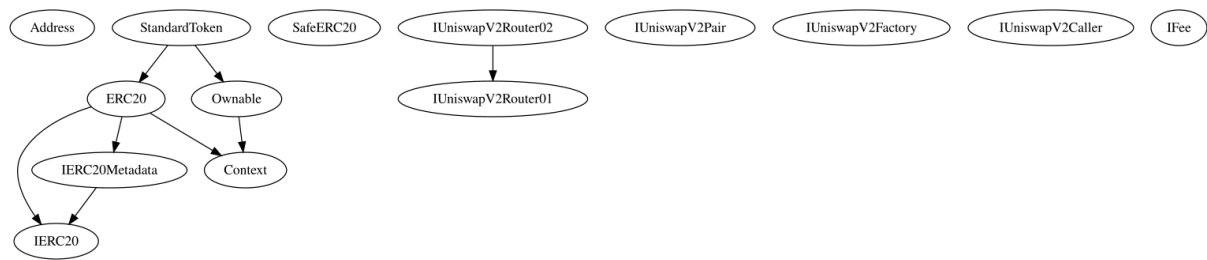 Address
StandardToken
SafeERC20
IUniswapV2Router02
IUniswapV2Pair
IUniswapV2Factory
IUniswapV2Caller
IFee
ERC20
Ownable
IUniswapV2Router01
IERC20Metadata
Context
IERC20